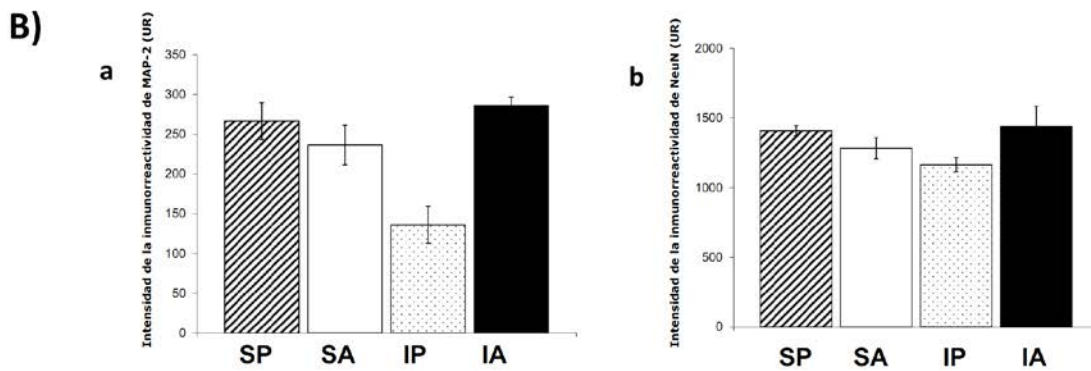 B)
a
Intensidad de la inmunorreactividad de MAP-2 (UR)
350
300
250
200
150
100
50
0
SP SA IP IA
b
Intensidad de la inmunorreactividad de NeuN (UR)
2000
1500
1000
500
0
SP SA IP IA